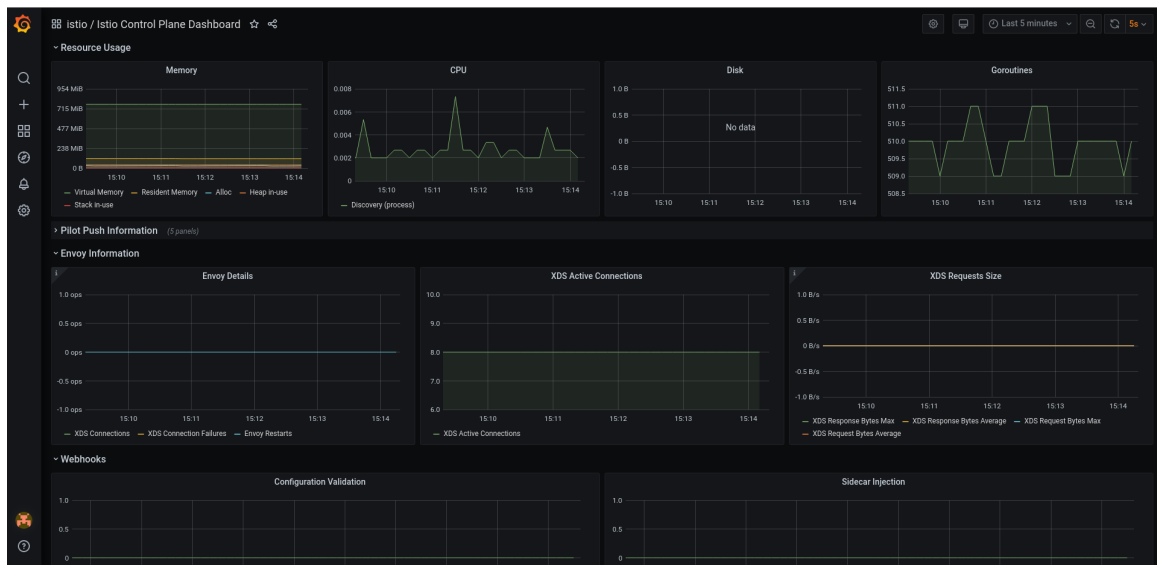 istio / Istio Control Plane Dashboard
Last 5 minutes
5s
Resource Usage
Memory
954 MiB
715 MiB
477 MiB
238 MiB
0 B
15:10 15:11 15:12 15:13 15:14
Virtual Memory Resident Memory Alloc Heap in-use
Stack in-use
CPU
0.008
0.006
0.004
0.002
0
15:10 15:11 15:12 15:13 15:14
Discovery (process)
Disk
1.0 B
0.5 B
0 B
-0.5 B
-1.0 B
No data
15:10 15:11 15:12 15:13 15:14
Goroutines
511.5
511.0
510.5
510.0
509.5
509.0
508.5
15:10 15:11 15:12 15:13 15:14
Pilot Push Information (5 panels)
Envoy Information
i
Envoy Details
1.0 ops
0.5 ops
0 ops
-0.5 ops
-1.0 ops
15:10 15:11 15:12 15:13 15:14
XDS Connections XDS Connection Failures Envoy Restarts
XDS Active Connections
10.0
9.0
8.0
7.0
6.0
15:10 15:11 15:12 15:13 15:14
XDS Active Connections
i
XDS Requests Size
1.0 B/s
0.5 B/s
0 B/s
-0.5 B/s
-1.0 B/s
15:10 15:11 15:12 15:13 15:14
XDS Response Bytes Max XDS Response Bytes Average XDS Request Bytes Max
XDS Request Bytes Average
Webhooks
Configuration Validation
1.0
0.5
0
Sidecar Injection
1.0
0.5
0